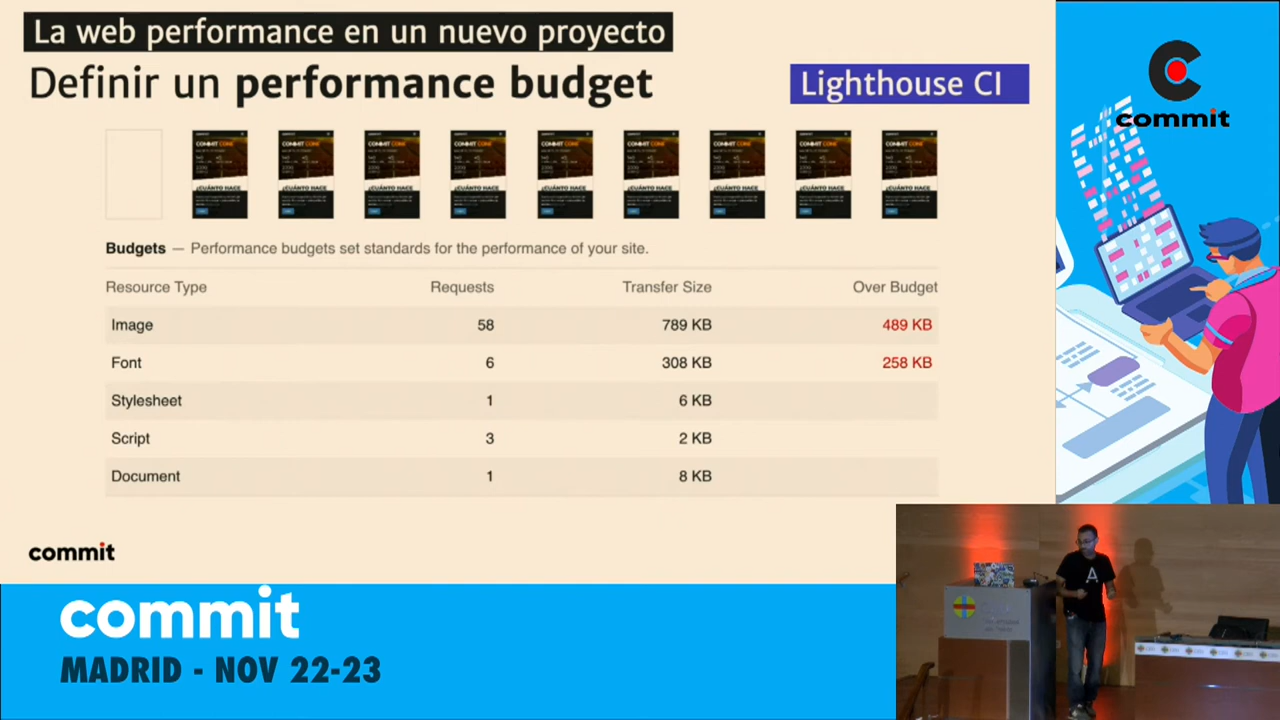 La web performance en un nuevo proyecto
Definir un performance budget
Lighthouse CI
Budgets — Performance budgets set standards for the performance of your site.
Resource Type Requests Transfer Size Over Budget
Image 58 789 KB 489 KB
Font 6 308 KB 258 KB
Stylesheet 1 6 KB
Script 3 2 KB
Document 1 8 KB
commit
commit
commit
MADRID - NOV 22-23